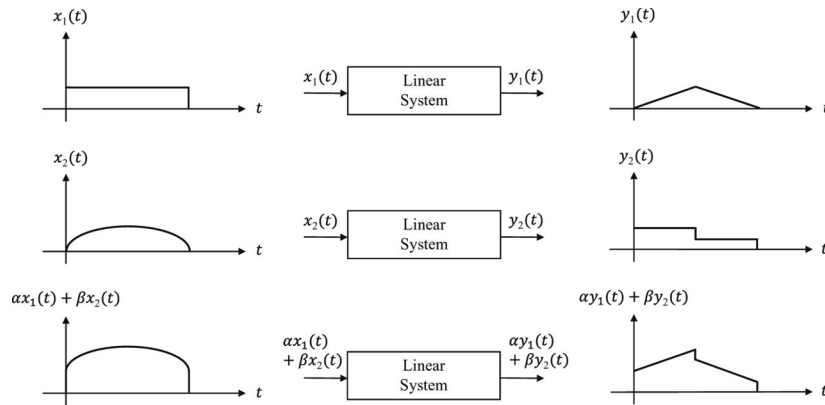 x₁(t)
t
x₁(t)
Linear
System
y₁(t)
y₁(t)
t
x₂(t)
t
x₂(t)
Linear
System
y₂(t)
y₂(t)
t
αx₁(t) + βx₂(t)
t
αx₁(t)
+ βx₂(t)
Linear
System
αy₁(t)
+ βy₂(t)
αy₁(t) + βy₂(t)
t